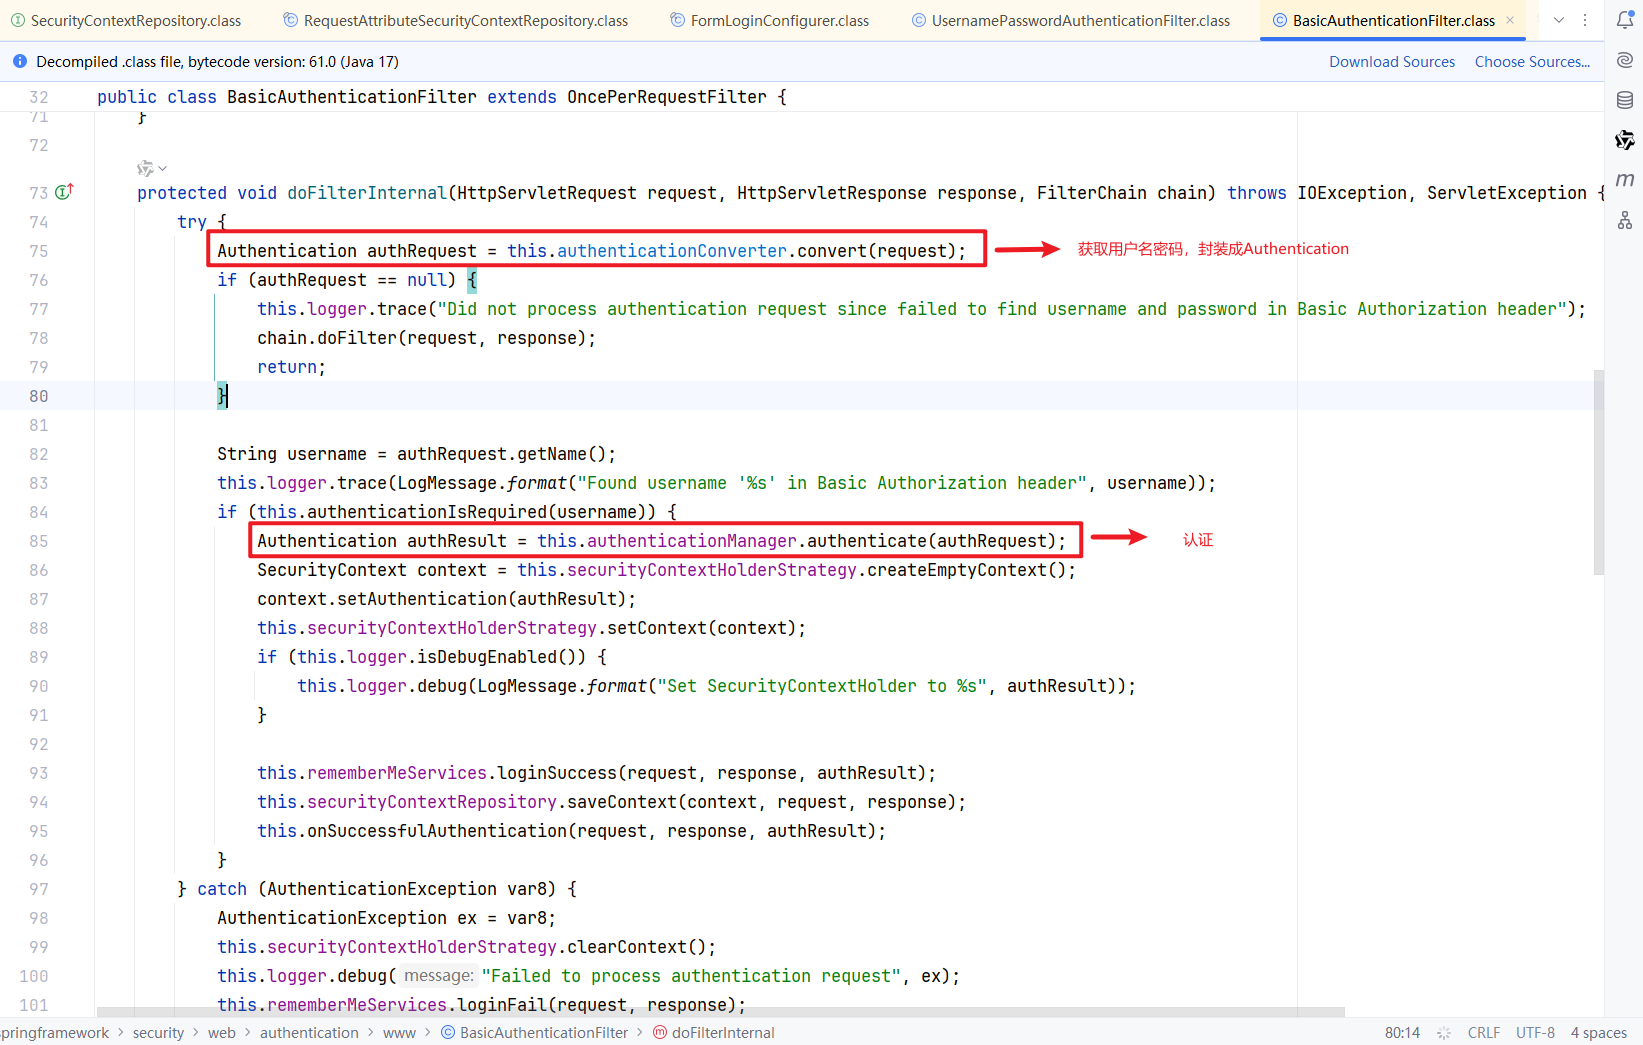 SecurityContextRepository.class RequestAttributeSecurityContextRepository.class FormLoginConfigurer.class UsernamePasswordAuthenticationFilter.class BasicAuthenticationFilter.class
Decompiled .class file, bytecode version: 61.0 (Java 17) Download Sources Choose Sources...
32 public class BasicAuthenticationFilter extends OncePerRequestFilter {
71 }
72
73 protected void doFilterInternal(HttpServletRequest request, HttpServletResponse response, FilterChain chain) throws IOException, ServletException {
74 try {
75 Authentication authRequest = this.authenticationConverter.convert(request); 获取用户名密码，封装成Authentication
76 if (authRequest == null) {
77 this.logger.trace("Did not process authentication request since failed to find username and password in Basic Authorization header");
78 chain.doFilter(request, response);
79 return;
80 }
81
82 String username = authRequest.getName();
83 this.logger.trace(LogMessage.format("Found username '%s' in Basic Authorization header", username));
84 if (this.authenticationIsRequired(username)) {
85 Authentication authResult = this.authenticationManager.authenticate(authRequest); 认证
86 SecurityContext context = this.securityContextHolderStrategy.createEmptyContext();
87 context.setAuthentication(authResult);
88 this.securityContextHolderStrategy.setContext(context);
89 if (this.logger.isDebugEnabled()) {
90 this.logger.debug(LogMessage.format("Set SecurityContextHolder to %s", authResult));
91 }
92
93 this.rememberMeServices.loginSuccess(request, response, authResult);
94 this.securityContextRepository.saveContext(context, request, response);
95 this.onSuccessfulAuthentication(request, response, authResult);
96 }
97 } catch (AuthenticationException var8) {
98 AuthenticationException ex = var8;
99 this.securityContextHolderStrategy.clearContext();
100 this.logger.debug( message: "Failed to process authentication request", ex);
101 this.rememberMeServices.loginFail(request, response);
pringframework > security > web > authentication > www > BasicAuthenticationFilter > doFilterInternal 80:14 CRLF UTF-8 4 spaces